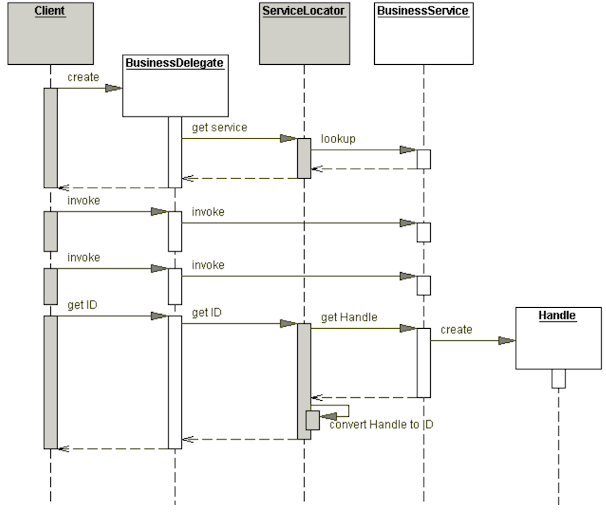 Client
ServiceLocator
BusinessService
BusinessDelegate
create
get service
lookup
invoke
invoke
invoke
invoke
get ID
get ID
get Handle
create
Handle
convert Handle to ID